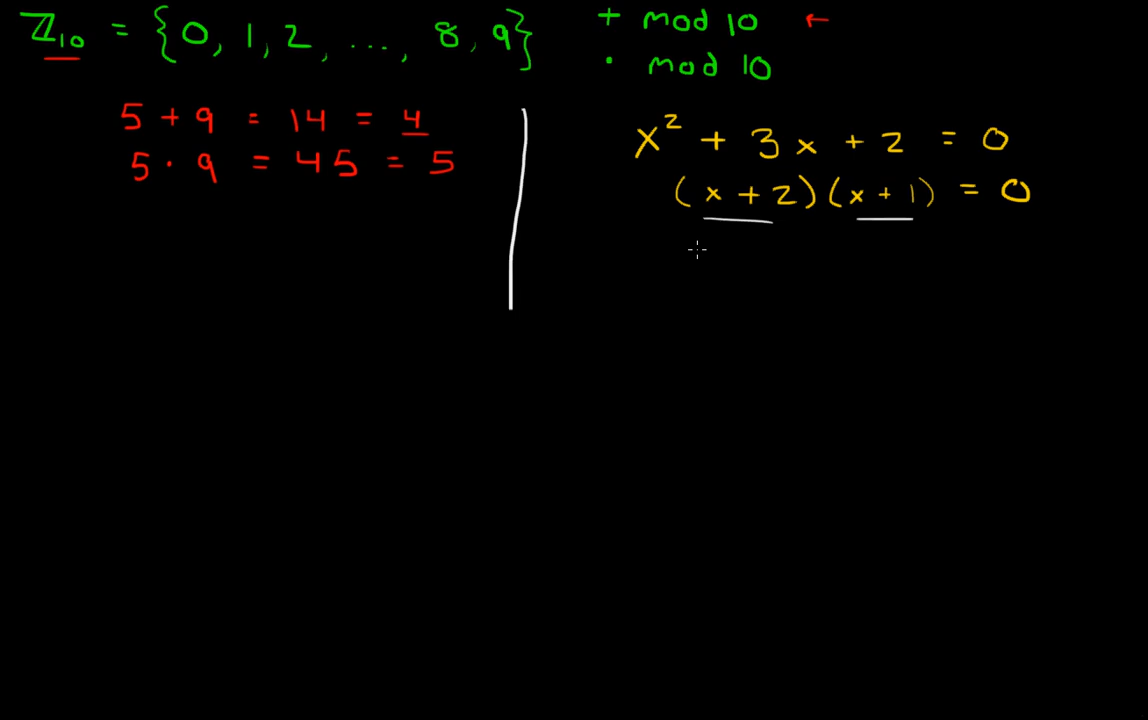 ℤ₁₀ = {0, 1, 2, ..., 8, 9}
+ mod 10 ←
· mod 10
5 + 9 = 14 = 4
5 · 9 = 45 = 5
x² + 3x + 2 = 0
(x + 2)(x + 1) = 0